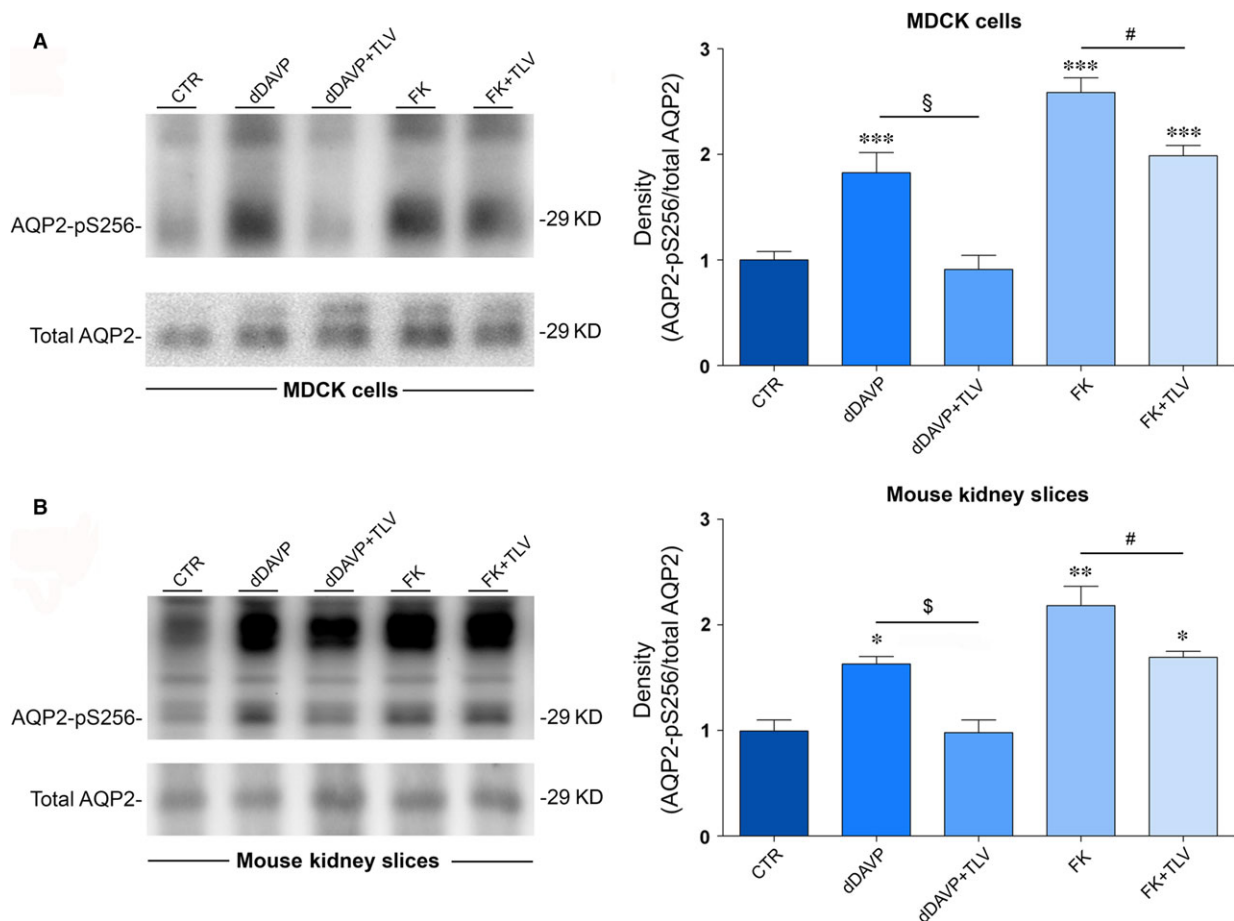 A
CTR
dDAVP
dDAVP+TLV
FK
FK+TLV
AQP2-pS256-
-29 KD
Total AQP2-
-29 KD
MDCK cells
MDCK cells
Density
(AQP2-pS256/total AQP2)
3
2
1
0
***
§
***
#
***
CTR
dDAVP
dDAVP+TLV
FK
FK+TLV
B
CTR
dDAVP
dDAVP+TLV
FK
FK+TLV
AQP2-pS256-
-29 KD
Total AQP2-
-29 KD
Mouse kidney slices
Mouse kidney slices
Density
(AQP2-pS256/total AQP2)
3
2
1
0
*
$
**
#
*
CTR
dDAVP
dDAVP+TLV
FK
FK+TLV